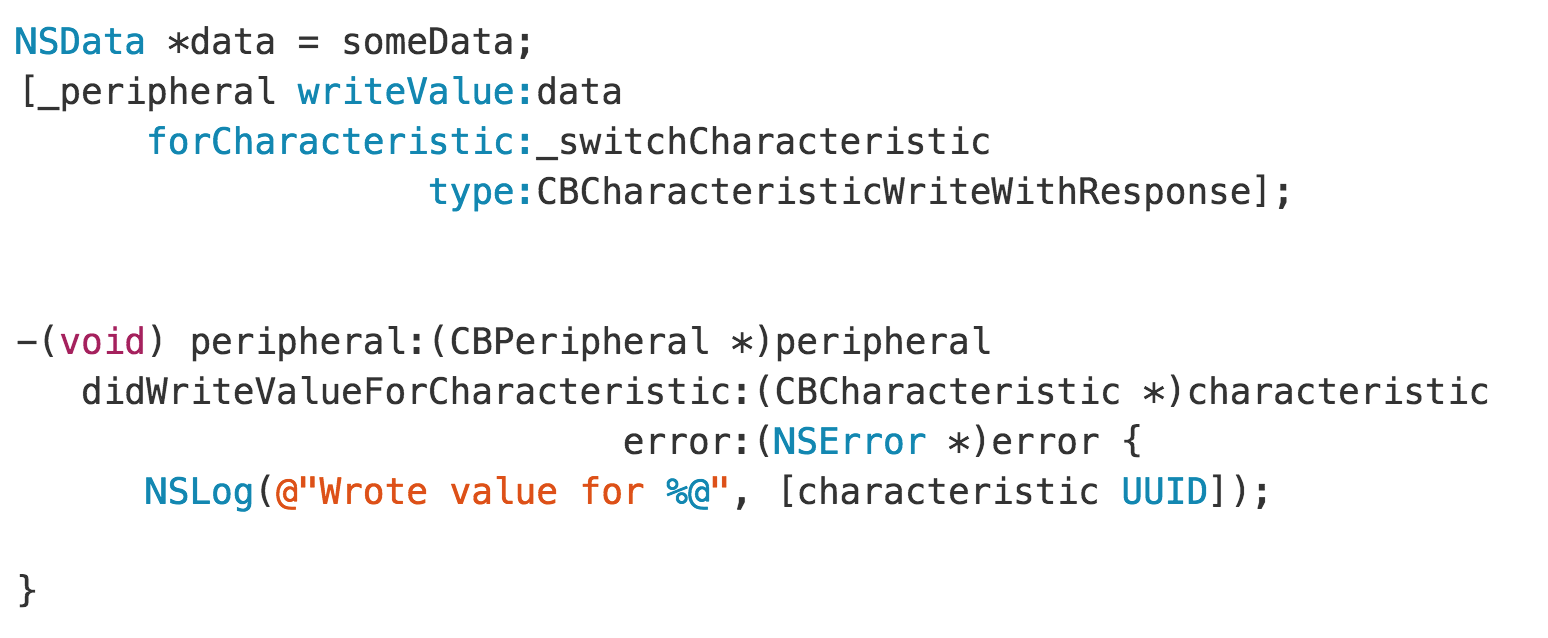 NSData *data = someData;
[_peripheral writeValue:data
forCharacteristic:_switchCharacteristic
type:CBCharacteristicWriteWithResponse];
-(void) peripheral:(CBPeripheral *)peripheral
didWriteValueForCharacteristic:(CBCharacteristic *)characteristic
error:(NSError *)error {
NSLog(@"Wrote value for %@", [characteristic UUID]);
}